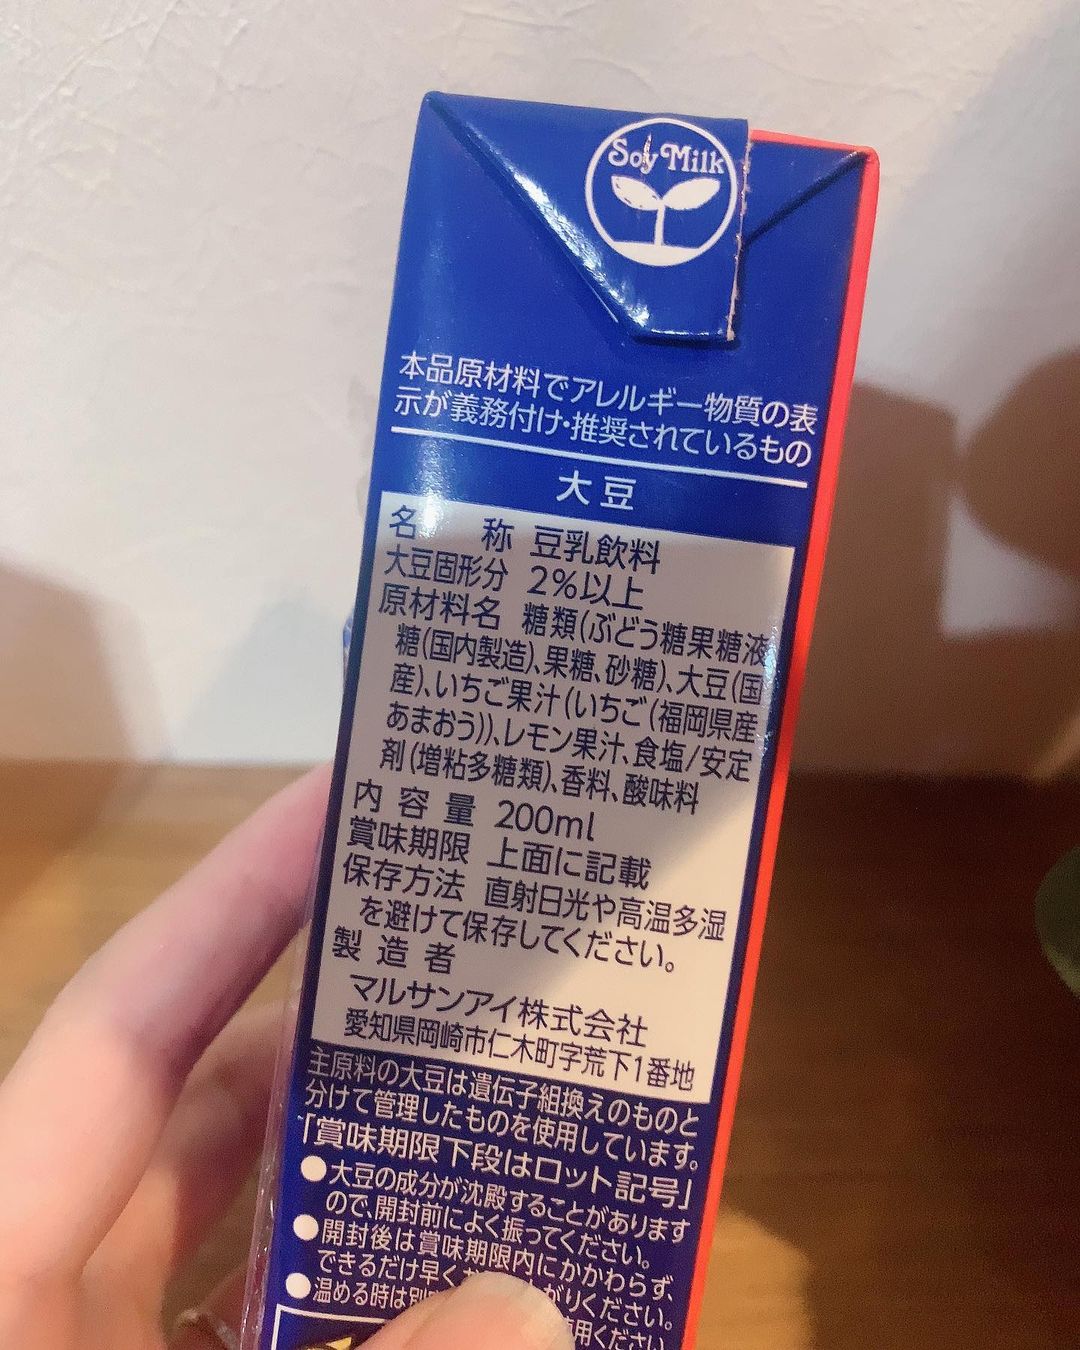 Soy Milk
本品原材料でアレルギー物質の表
示が義務付け・推奨されているもの
大豆
名称 豆乳飲料
大豆固形分 2%以上
原材料名 糖類(ぶどう糖果糖液
糖(国内製造)、果糖、砂糖)、大豆(国
産)、いちご果汁(いちご(福岡県産
あまおう))、レモン果汁、食塩/安定
剤(増粘多糖類)、香料、酸味料
内容量 200ml
賞味期限 上面に記載
保存方法 直射日光や高温多湿
を避けて保存してください。
製造者
マルサンアイ株式会社
愛知県岡崎市仁木町字荒下1番地
主原料の大豆は遺伝子組換えのものと
分けて管理したものを使用しています。
「賞味期限下段はロット記号」
●大豆の成分が沈殿することがあります
ので、開封前によく振ってください。
●開封後は賞味期限内にかかわらず、
できるだけ早くお がりください。
●温める時は別 用ください